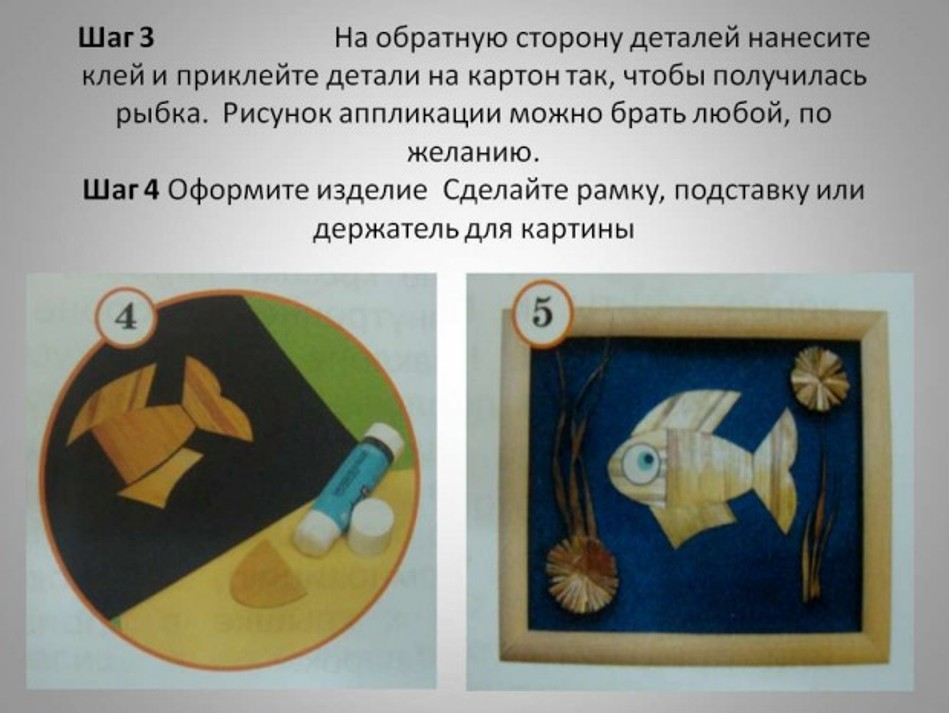 Шаг 3 На обратную сторону деталей нанесите
клей и приклейте детали на картон так, чтобы получилась
рыбка. Рисунок аппликации можно брать любой, по
желанию.
Шаг 4 Оформите изделие Сделайте рамку, подставку или
держатель для картины
4
5